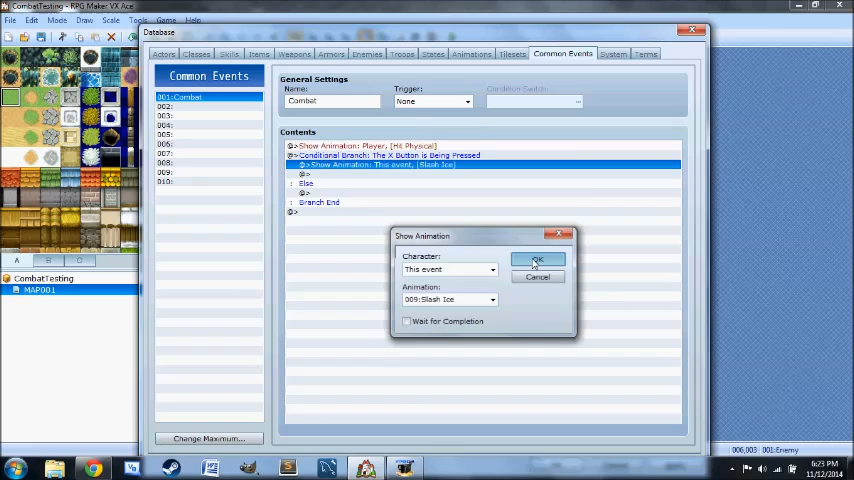 CombatTesting - RPG Maker VX Ace
File Edit Mode Draw Scale Tools Game Help
Database
Actors Classes Skills Items Weapons Armors Enemies Troops States Animations Tilesets Common Events System Terms
Common Events
001:Combat
002:
003:
004:
005:
006:
007:
008:
009:
010:
Change Maximum...
General Settings
Name:
Combat
Trigger:
None
Condition Switch:
...
Contents
@>Show Animation: Player, [Hit Physical]
@>Conditional Branch: The X Button is Being Pressed
@>Show Animation: This event, [Slash Ice]
@>
: Else
@>
: Branch End
@>
Show Animation
Character:
This event
Animation:
009:Slash Ice
Wait for Completion
OK
Cancel
A B C D
CombatTesting
MAP001
006,003 001:Enemy
6:23 PM
11/12/2014